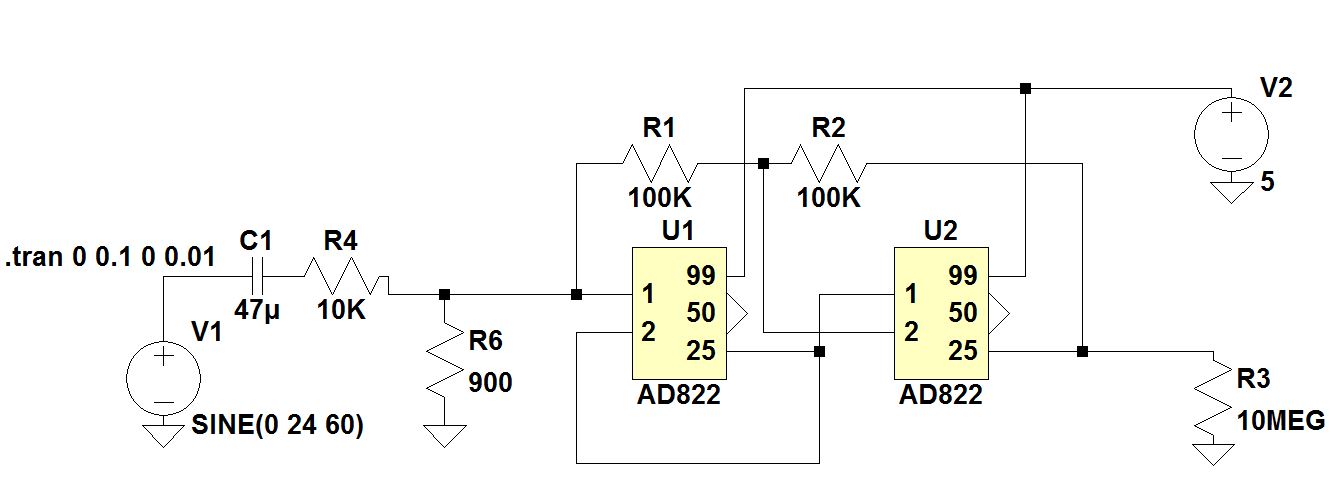 V2
5
R1
100K
R2
100K
U1
99
1
50
2
25
AD822
U2
99
1
50
2
25
AD822
.tran 0 0.1 0 0.01
C1
47µ
R4
10K
V1
SINE(0 24 60)
R6
900
R3
10MEG